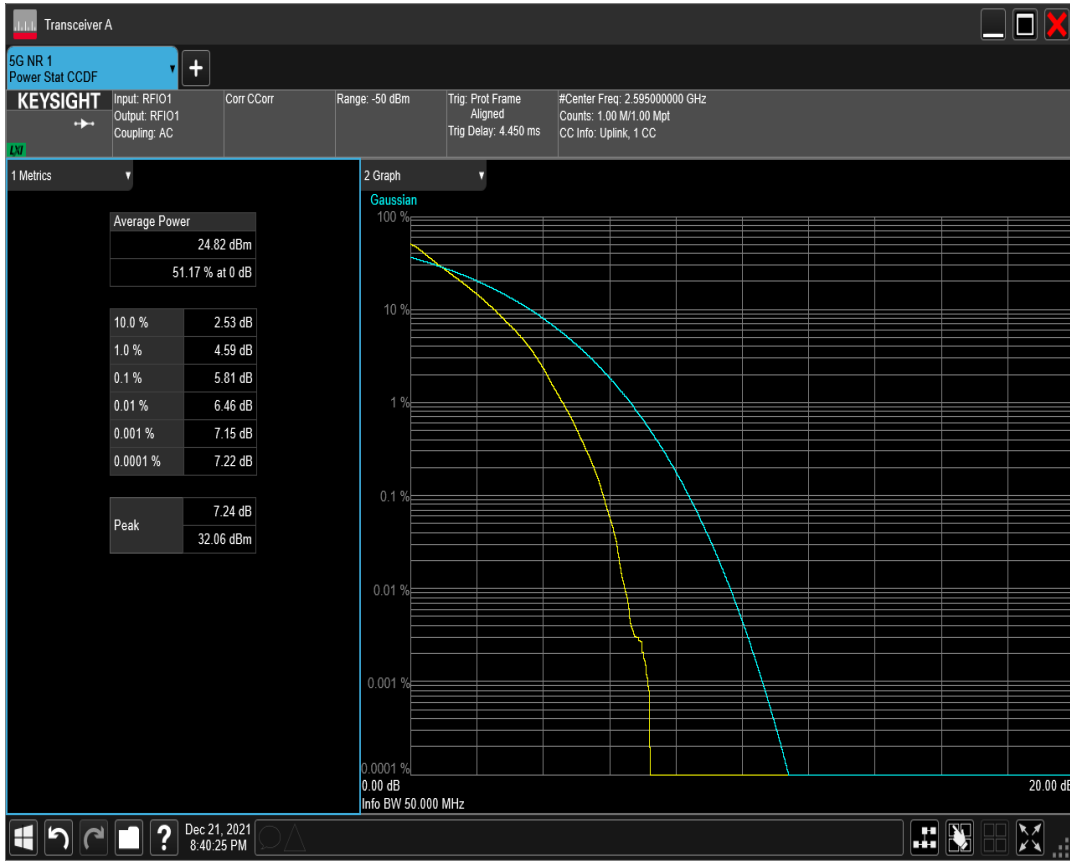 Transceiver A
5G NR 1
Power Stat CCDF
+
KEYSIGHT
LXI
Input: RFIO1
Output: RFIO1
Coupling: AC
Corr CCorr
Range: -50 dBm
Trig: Prot Frame
Aligned
Trig Delay: 4.450 ms
#Center Freq: 2.595000000 GHz
Counts: 1.00 M/1.00 Mpt
CC Info: Uplink, 1 CC
1 Metrics
Average Power
24.82 dBm
51.17 % at 0 dB
10.0 % 2.53 dB
1.0 % 4.59 dB
0.1 % 5.81 dB
0.01 % 6.46 dB
0.001 % 7.15 dB
0.0001 % 7.22 dB
Peak 7.24 dB
32.06 dBm
2 Graph
Gaussian
100 %
10 %
1 %
0.1 %
0.01 %
0.001 %
0.0001 %
0.00 dB 20.00 dB
Info BW 50.000 MHz
?
Dec 21, 2021
8:40:25 PM